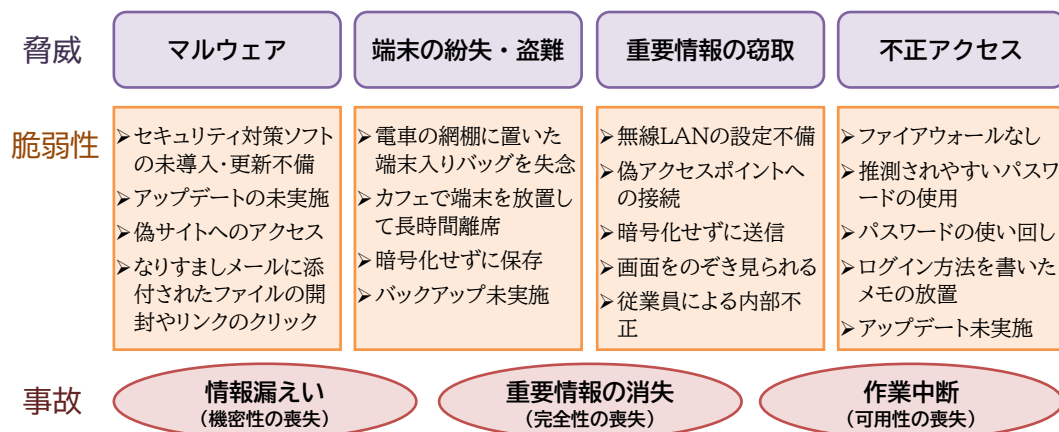 脅威
マルウェア
端末の紛失・盗難
重要情報の窃取
不正アクセス
脆弱性
➢セキュリティ対策ソフト
の未導入・更新不備
➢アップデートの未実施
➢偽サイトへのアクセス
➢なりすましメールに添
付されたファイルの開
封やリンクのクリック
➢電車の網棚に置いた
端末入りバッグを失念
➢カフェで端末を放置し
て長時間離席
➢暗号化せずに保存
➢バックアップ未実施
➢無線LANの設定不備
➢偽アクセスポイントへ
の接続
➢暗号化せずに送信
➢画面をのぞき見られる
➢従業員による内部不
正
➢ファイアウォールなし
➢推測されやすいパスワ
ードの使用
➢パスワードの使い回し
➢ログイン方法を書いた
メモの放置
➢アップデート未実施
事故
情報漏えい
（機密性の喪失）
重要情報の消失
（完全性の喪失）
作業中断
（可用性の喪失）